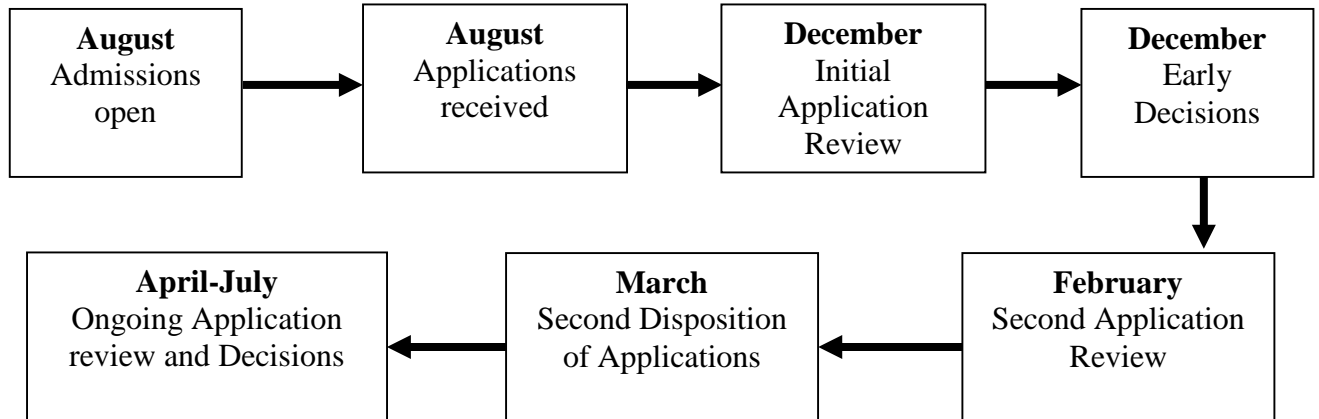 August
Admissions
open
August
Applications
received
December
Initial
Application
Review
December
Early
Decisions
February
Second Application
Review
March
Second Disposition
of Applications
April-July
Ongoing Application
review and Decisions